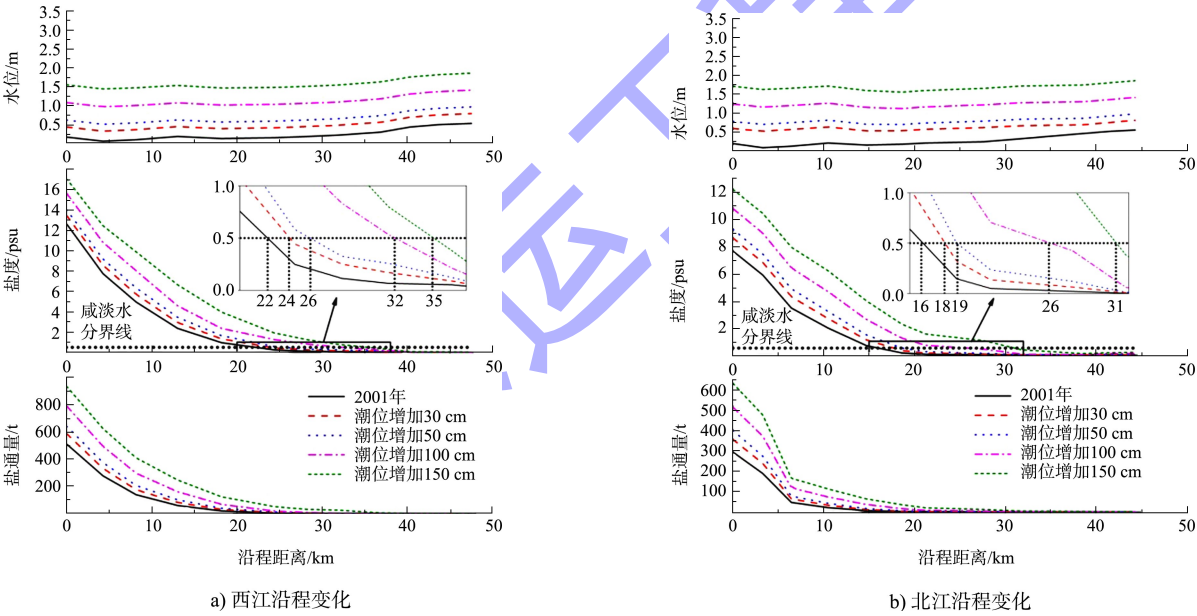 3.5
3.0
2.5
2.0
1.5
1.0
0.5
水位/m
0 10 20 30 40 50
16
14
12
10
8
6
4
2
盐度/psu
咸淡水
分界线
1.0
0.5
0.0
22 24 26 32 35
0 10 20 30 40 50
800
600
400
200
盐通量/t
2001年
潮位增加30 cm
潮位增加50 cm
潮位增加100 cm
潮位增加150 cm
0 10 20 30 40 50
沿程距离/km
a) 西江沿程变化
3.5
3.0
2.5
2.0
1.5
1.0
0.5
水位/m
0 10 20 30 40 50
12
10
8
6
4
2
盐度/psu
咸淡水
分界线
1.0
0.5
0.0
16 18 19 26 31
0 10 20 30 40 50
600
500
400
300
200
100
盐通量/t
2001年
潮位增加30 cm
潮位增加50 cm
潮位增加100 cm
潮位增加150 cm
0 10 20 30 40 50
沿程距离/km
b) 北江沿程变化